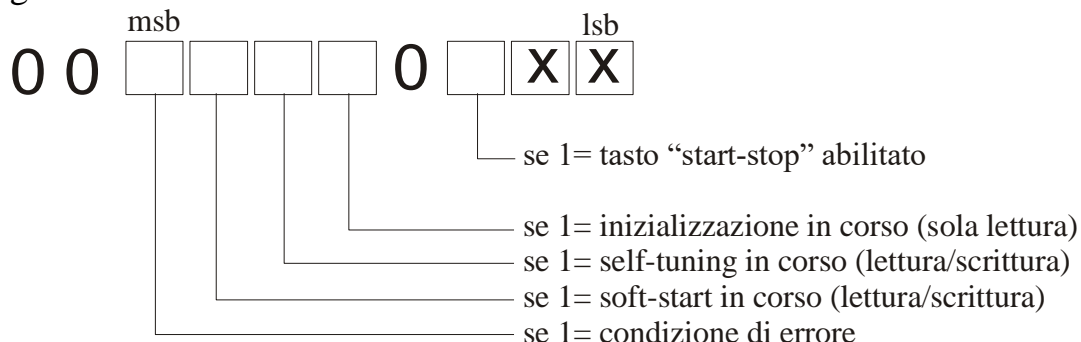 msb lsb
0 0 0 x x
se 1= tasto “start-stop” abilitato
se 1= inizializzazione in corso (sola lettura)
se 1= self-tuning in corso (lettura/scrittura)
se 1= soft-start in corso (lettura/scrittura)
se 1= condizione di errore